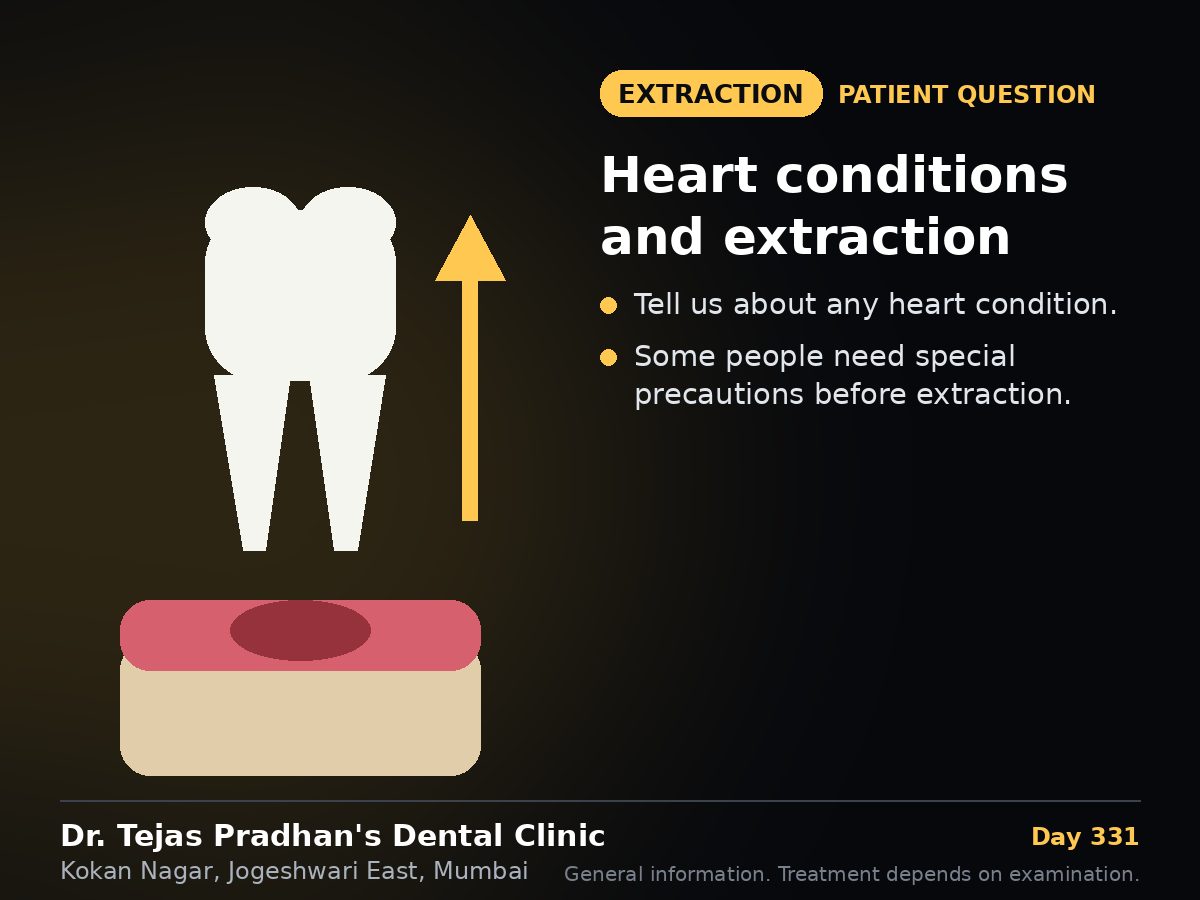 EXTRACTION PATIENT QUESTION
Heart conditions
and extraction
Tell us about any heart condition.
Some people need special
precautions before extraction.
Dr. Tejas Pradhan's Dental Clinic
Day 331
Kokan Nagar, Jogeshwari East, Mumbai
General information. Treatment depends on examination.